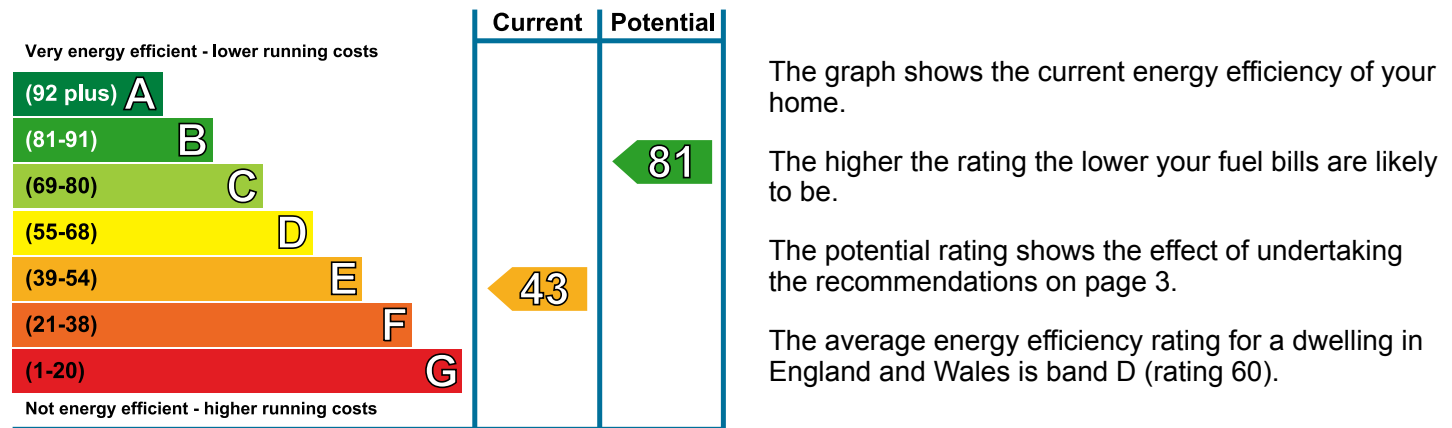 Current Potential
Very energy efficient - lower running costs
(92 plus) A
(81-91) B
(69-80) C
(55-68) D
(39-54) E
(21-38) F
(1-20) G
Not energy efficient - higher running costs
43
81
The graph shows the current energy efficiency of your
home.
The higher the rating the lower your fuel bills are likely
to be.
The potential rating shows the effect of undertaking
the recommendations on page 3.
The average energy efficiency rating for a dwelling in
England and Wales is band D (rating 60).